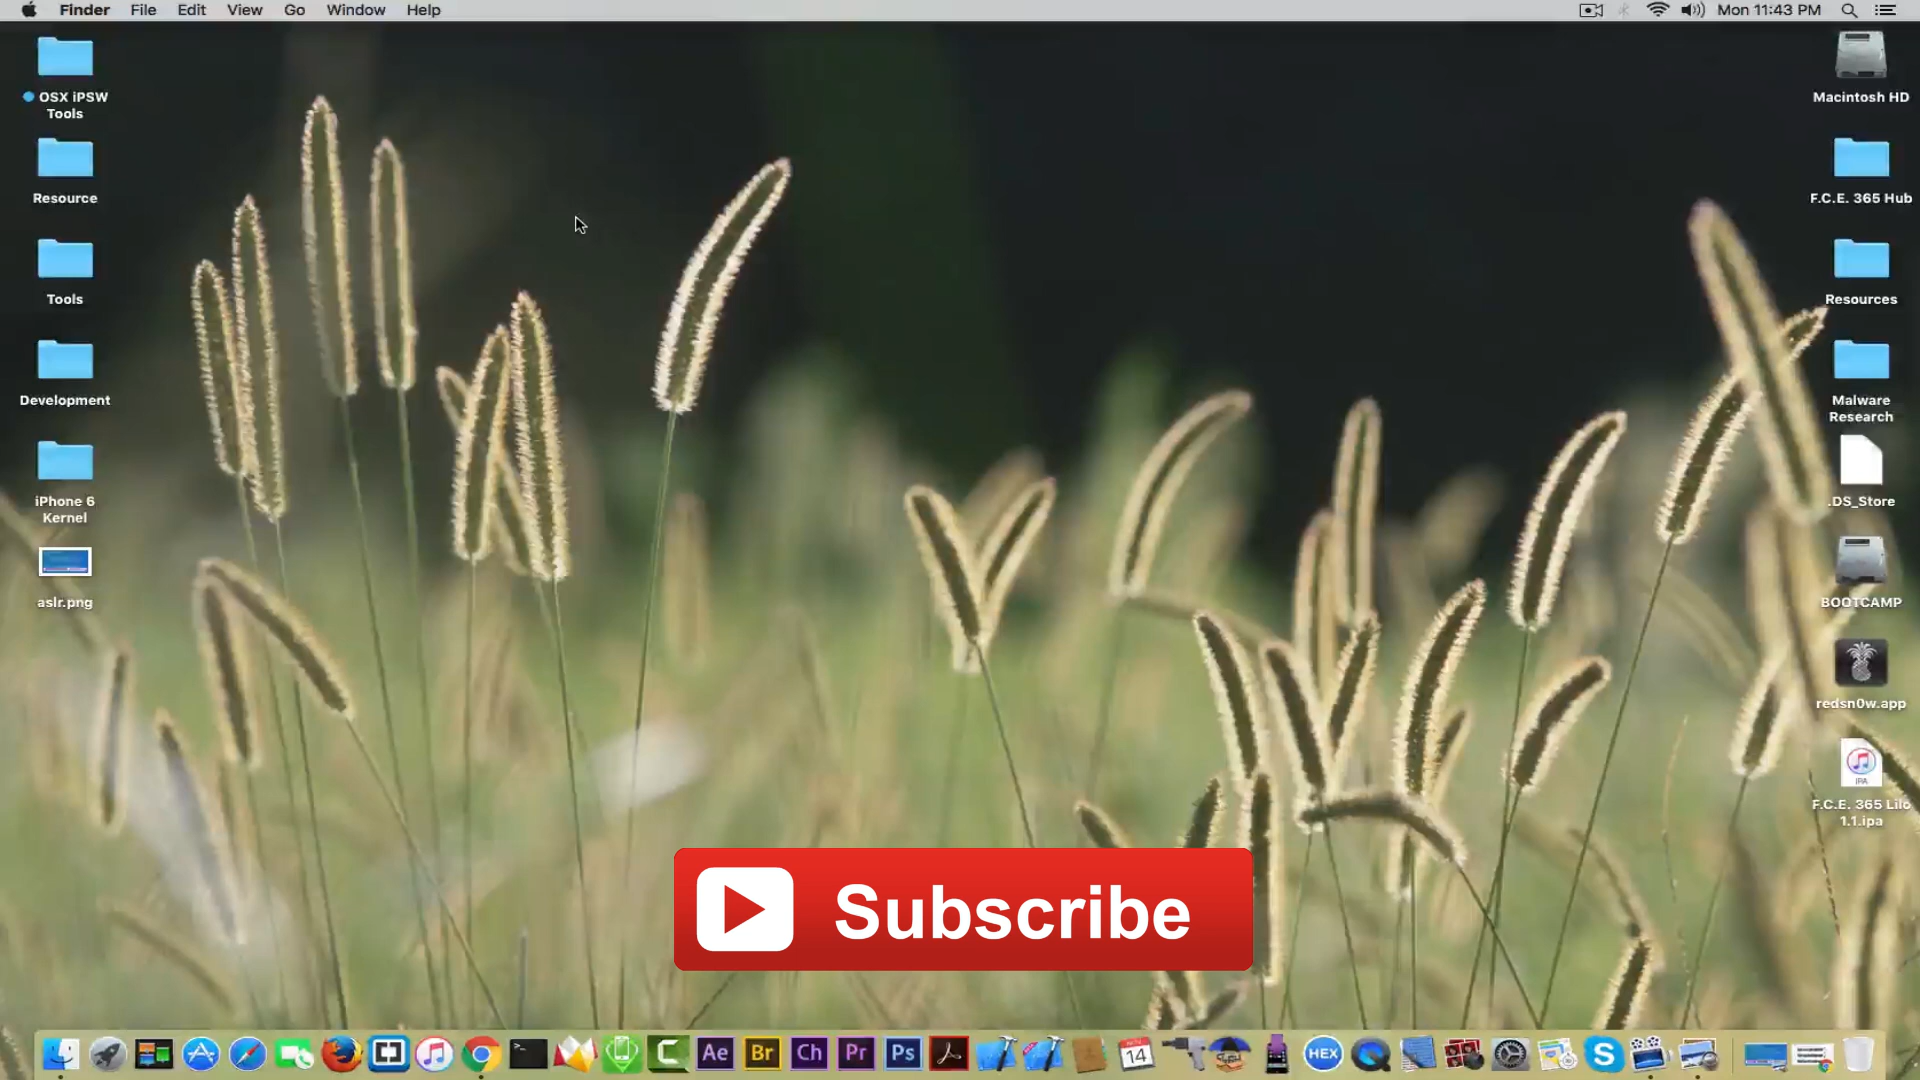 Finder File Edit View Go Window Help
Mon 11:43 PM
OSX iPSW
Tools
Resource
Tools
Development
iPhone 6
Kernel
aslr.png
Macintosh HD
F.C.E. 365 Hub
Resources
Malware
Research
.DS_Store
BOOTCAMP
redsn0w.app
IPA
F.C.E. 365 Lilo
1.1.ipa
Subscribe
Ae Br Ch Pr Ps
14
HEX